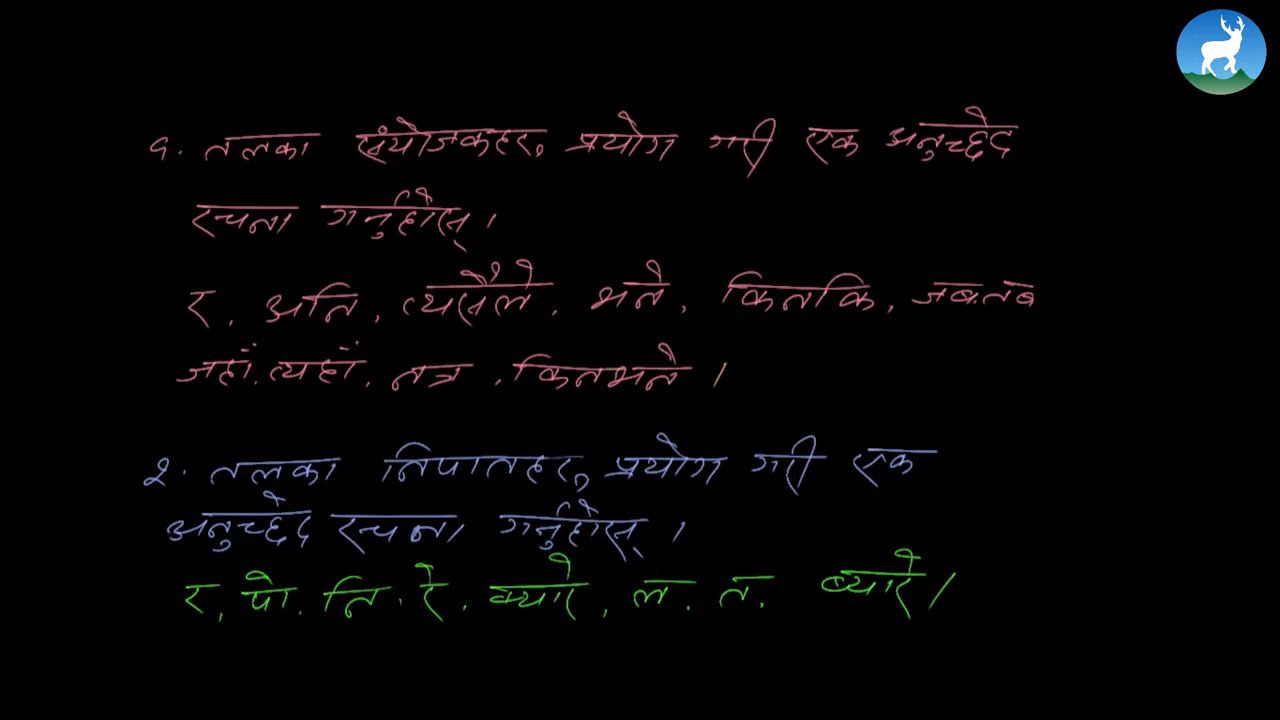 १. तलका संयोजकहरू प्रयोग गरी एक अनुच्छेद
रचना गर्नुहोस् ।
र, अनि, त्यसैले, भने, किनकि, जब.तब
जहाँ.त्यहाँ, तत्र, किनभने ।
२. तलका निपातहरू प्रयोग गरी एक
अनुच्छेद रचना गर्नुहोस् ।
र, पो. नि. रे, क्यारे, ल. त. ब्यारे।